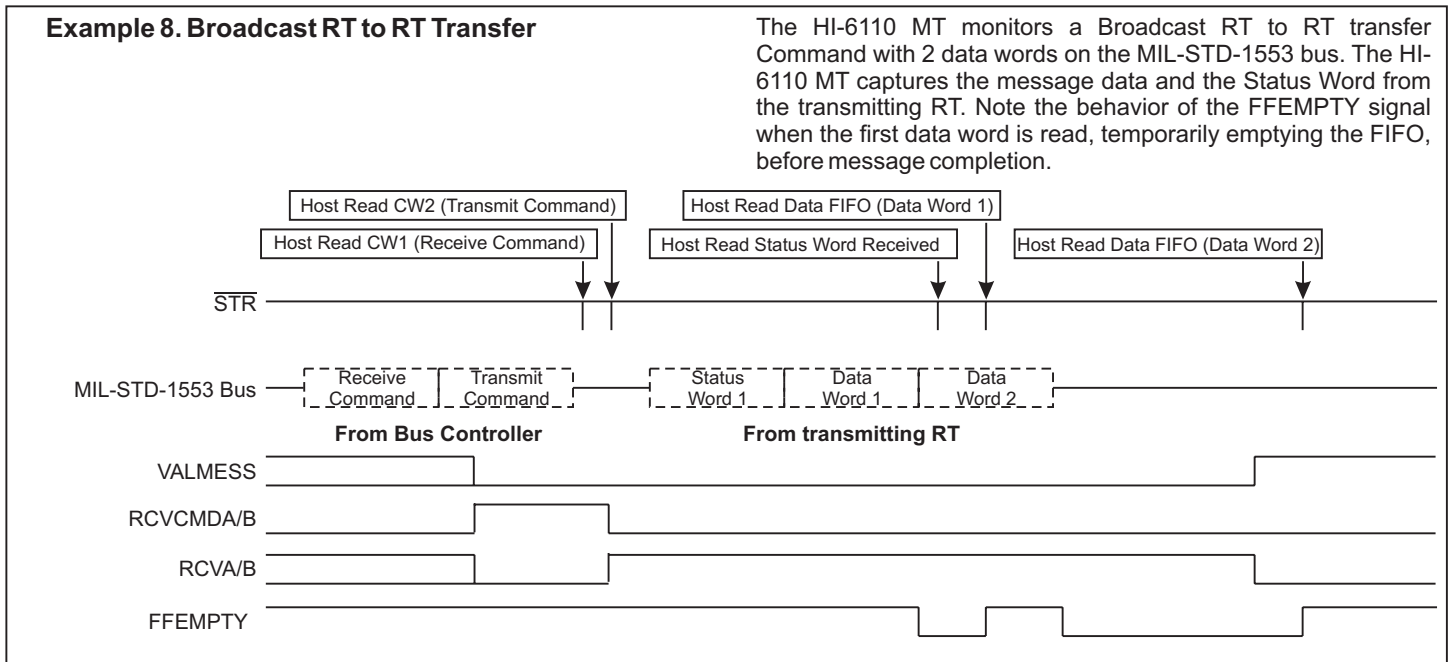 Example 8. Broadcast RT to RT Transfer
The HI-6110 MT monitors a Broadcast RT to RT transfer
Command with 2 data words on the MIL-STD-1553 bus. The HI-
6110 MT captures the message data and the Status Word from
the transmitting RT. Note the behavior of the FFEMPTY signal
when the first data word is read, temporarily emptying the FIFO,
before message completion.
Host Read CW2 (Transmit Command)
Host Read Data FIFO (Data Word 1)
Host Read CW1 (Receive Command)
Host Read Status Word Received
Host Read Data FIFO (Data Word 2)
STR
MIL-STD-1553 Bus
Receive
Command
Transmit
Command
Status
Word 1
Data
Word 1
Data
Word 2
From Bus Controller
From transmitting RT
VALMESS
RCVCMDA/B
RCVA/B
FFEMPTY